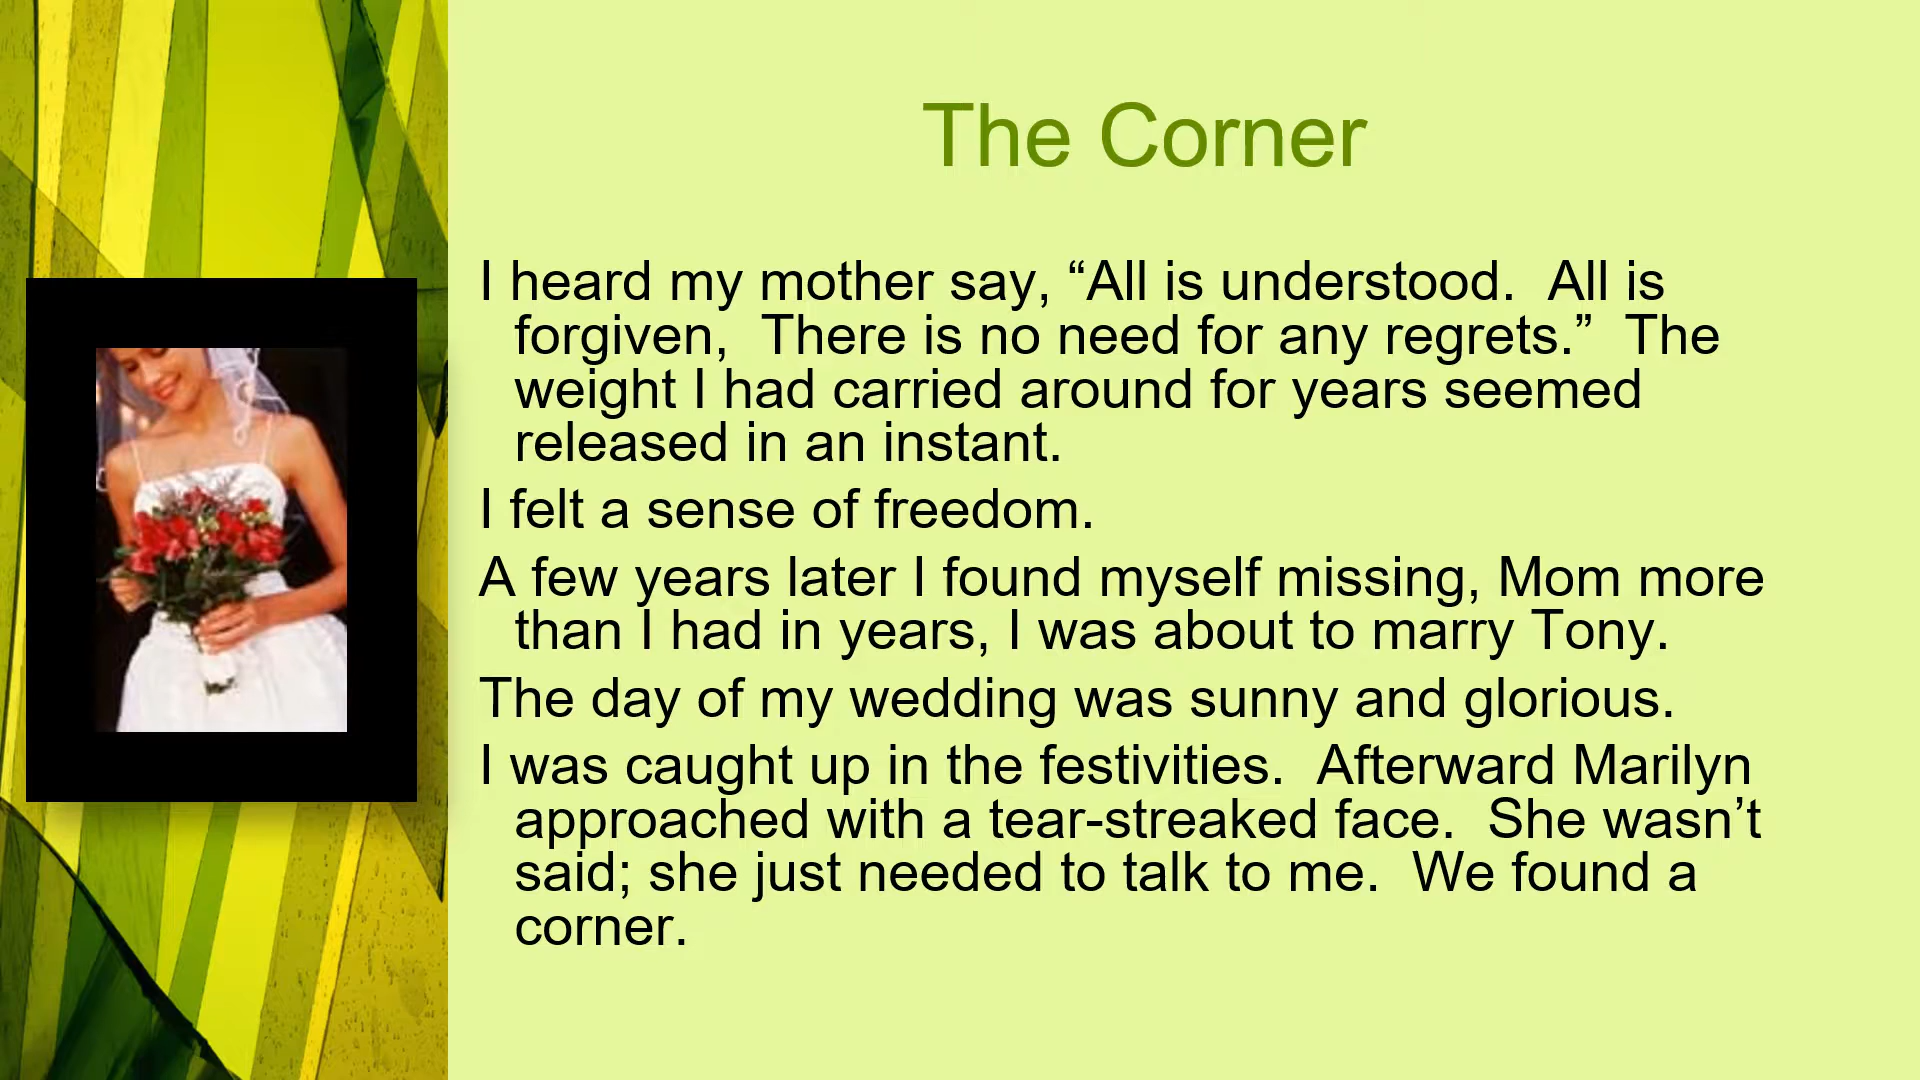 The Corner
I heard my mother say, “All is understood.  All is
forgiven,  There is no need for any regrets.”  The
weight I had carried around for years seemed
released in an instant.
I felt a sense of freedom.
A few years later I found myself missing, Mom more
than I had in years, I was about to marry Tony.
The day of my wedding was sunny and glorious.
I was caught up in the festivities.  Afterward Marilyn
approached with a tear-streaked face.  She wasn’t
said; she just needed to talk to me.  We found a
corner.